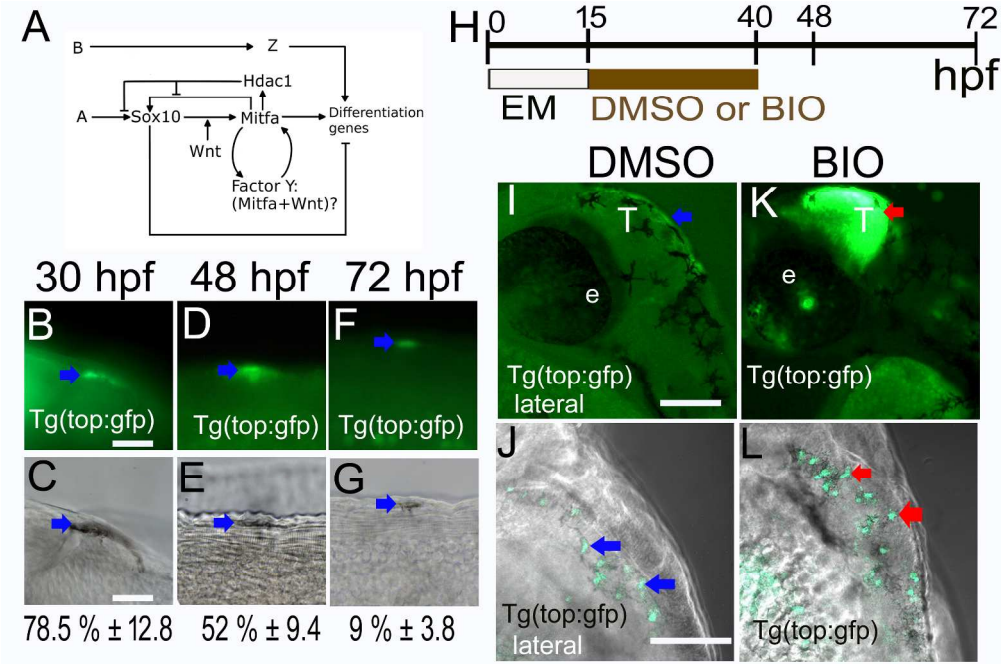 A
B Z
Hdac1
A Sox10 Mitfa Differentiation
genes
Wnt
Factor Y:
(Mitfa+Wnt)?
30 hpf 48 hpf 72 hpf
B D F
Tg(top:gfp) Tg(top:gfp) Tg(top:gfp)
C E G
78.5 % ± 12.8 52 % ± 9.4 9 % ± 3.8
H 0 15 40 48 72
hpf
EM DMSO or BIO
DMSO BIO
I T K T
e e
Tg(top:gfp) Tg(top:gfp)
lateral
J L
Tg(top:gfp) Tg(top:gfp)
lateral